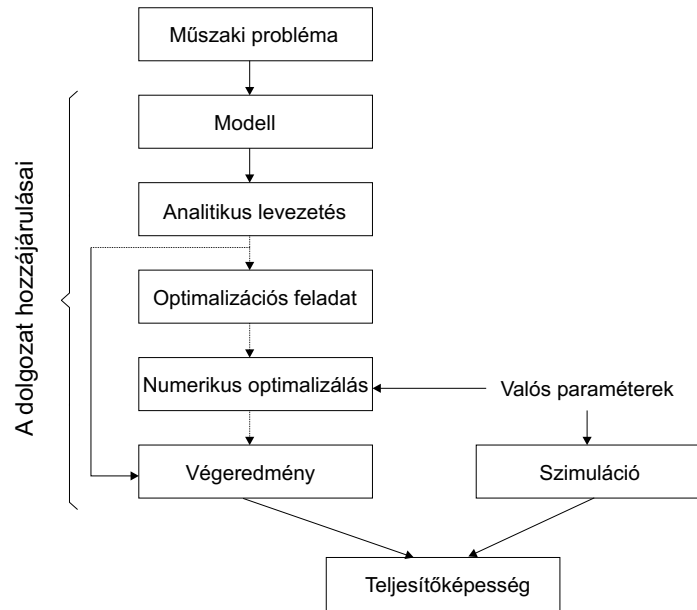 Műszaki probléma
Modell
Analitikus levezetés
Optimalizációs feladat
Numerikus optimalizálás
Valós paraméterek
Végeredmény
Szimuláció
Teljesítőképesség
A dolgozat hozzájárulásai